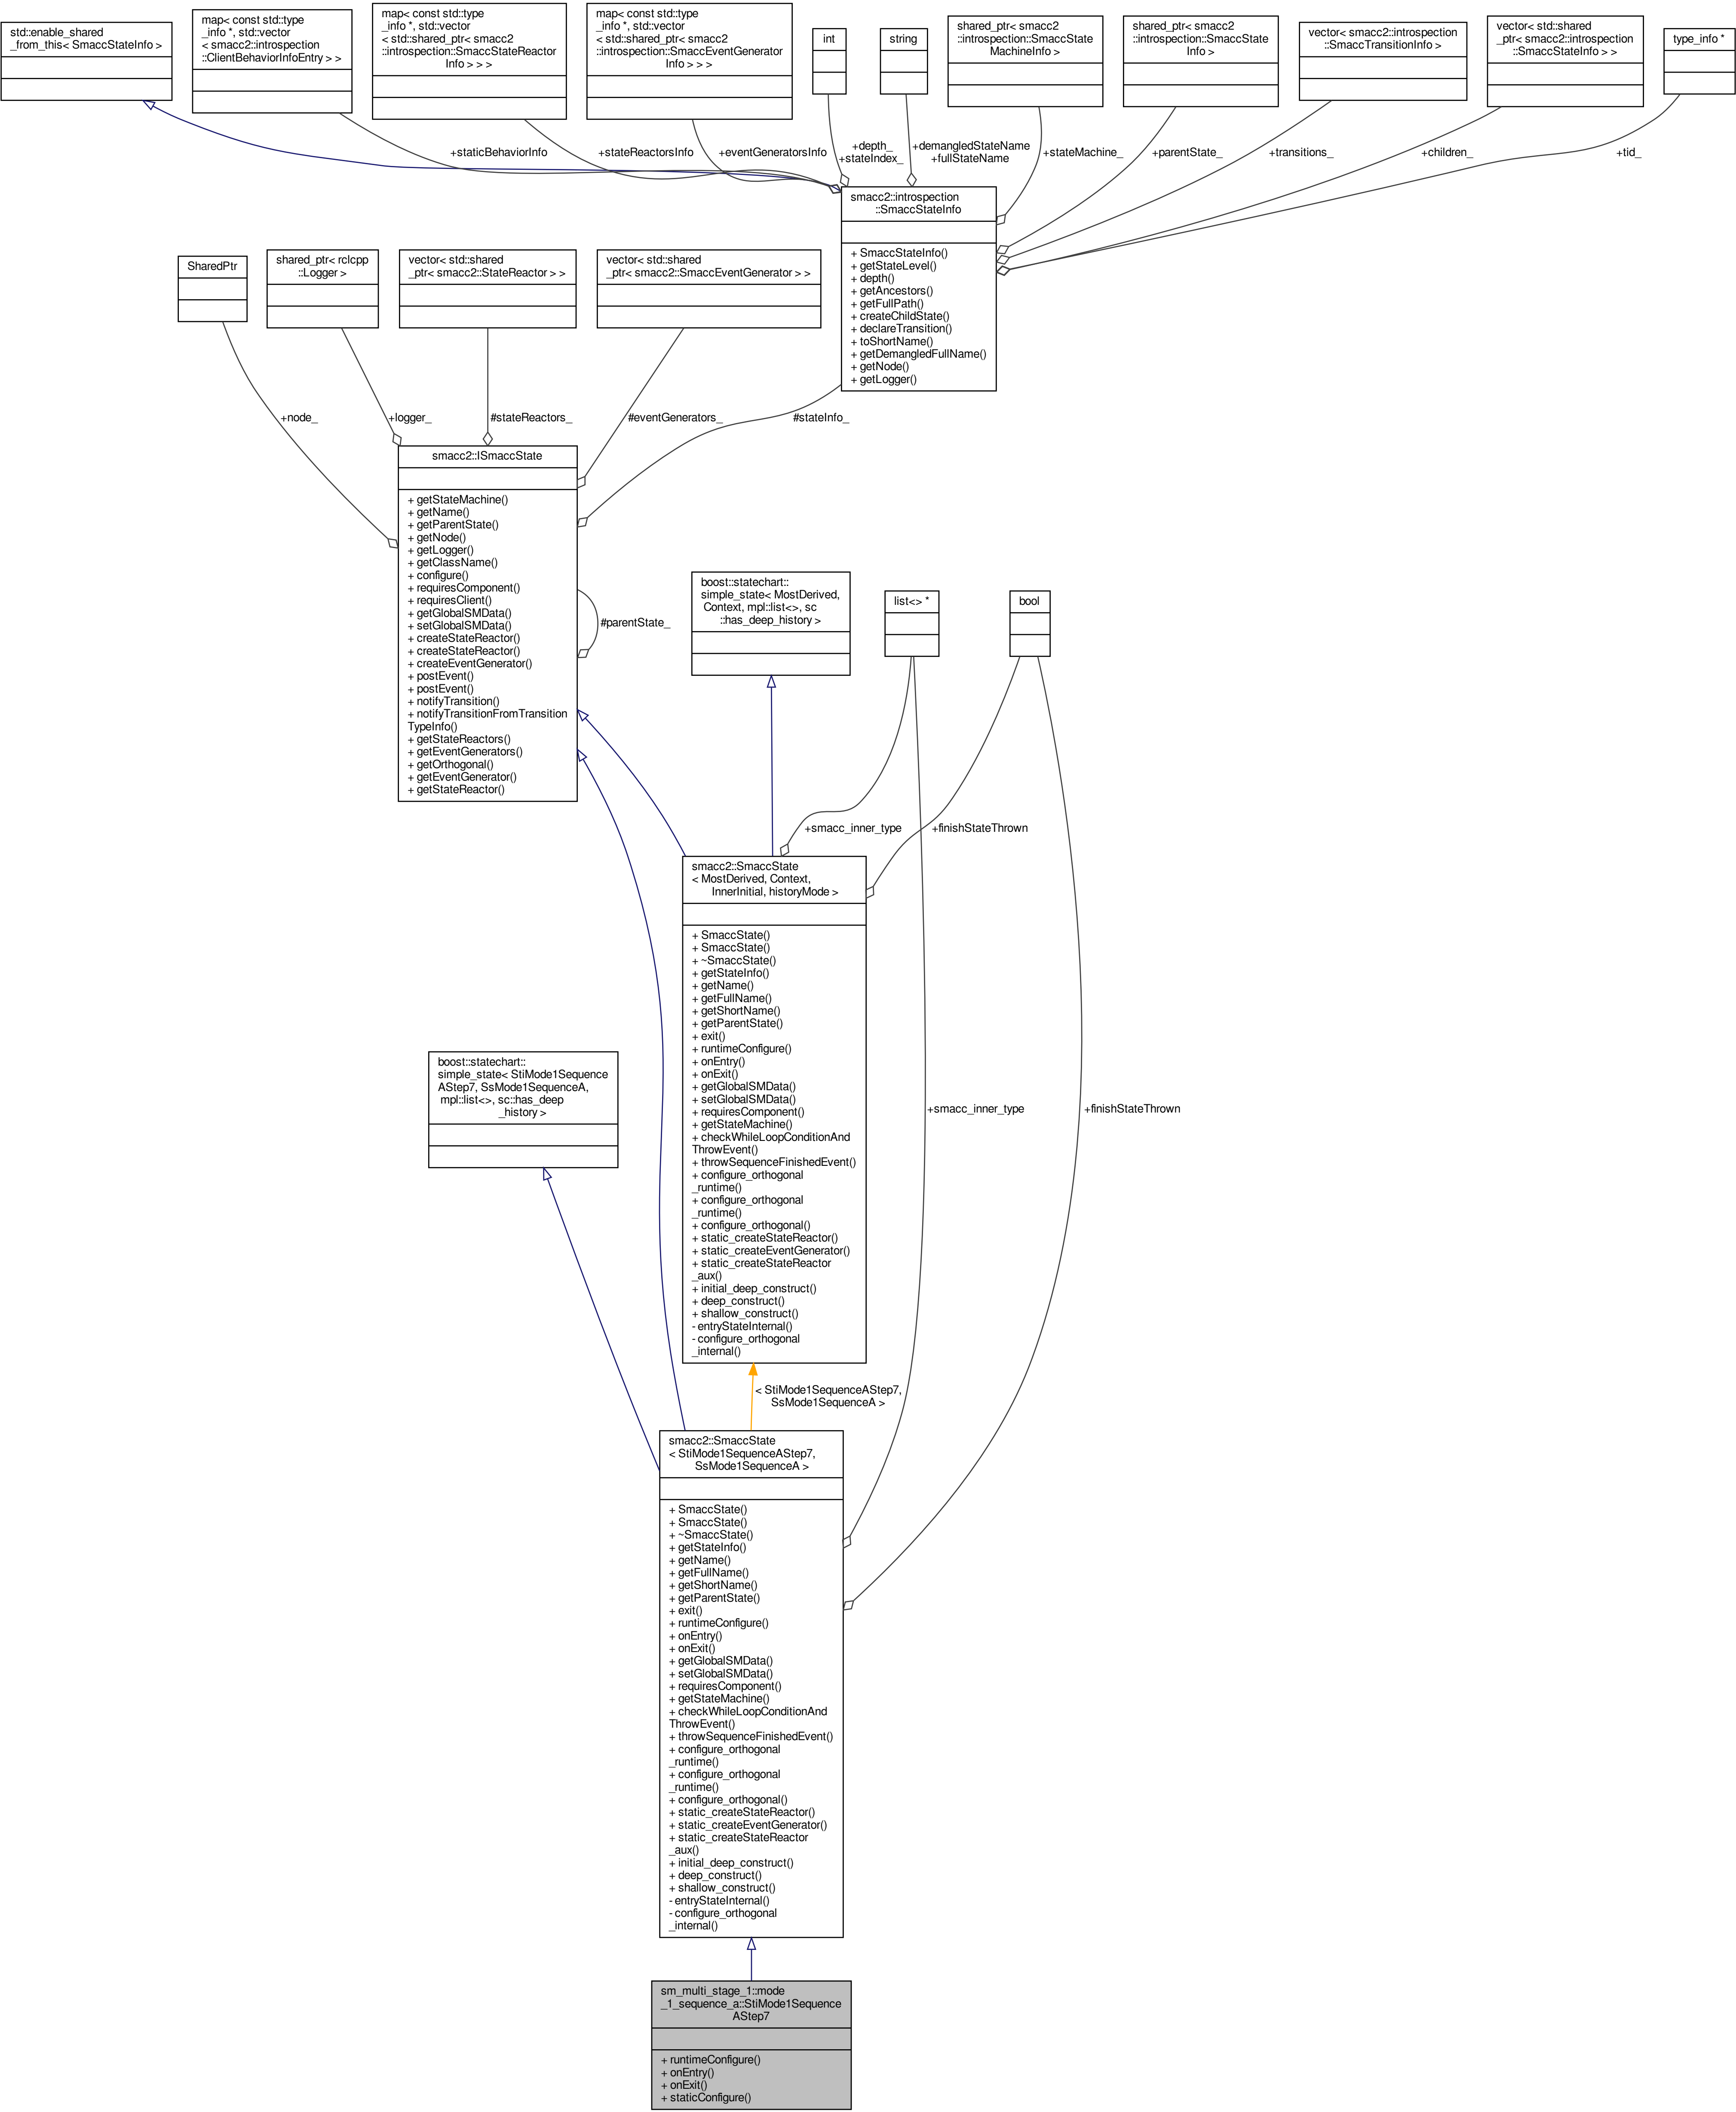 std::enable_shared
_from_this< SmaccStateInfo >
map< const std::type
_info *, std::vector
< smacc2::introspection
::ClientBehaviorInfoEntry > >
map< const std::type
_info *, std::vector
< std::shared_ptr< smacc2
::introspection::SmaccStateReactor
Info > > >
map< const std::type
_info *, std::vector
< std::shared_ptr< smacc2
::introspection::SmaccEventGenerator
Info > > >
int
string
shared_ptr< smacc2
::introspection::SmaccState
MachineInfo >
shared_ptr< smacc2
::introspection::SmaccState
Info >
vector< smacc2::introspection
::SmaccTransitionInfo >
vector< std::shared
_ptr< smacc2::introspection
::SmaccStateInfo > >
type_info *
+staticBehaviorInfo
+stateReactorsInfo
+eventGeneratorsInfo
+depth_
+stateIndex_
+demangledStateName
+fullStateName
+stateMachine_
+parentState_
+transitions_
+children_
+tid_
smacc2::introspection
::SmaccStateInfo
+ SmaccStateInfo()
+ getStateLevel()
+ depth()
+ getAncestors()
+ getFullPath()
+ createChildState()
+ declareTransition()
+ toShortName()
+ getDemangledFullName()
+ getNode()
+ getLogger()
SharedPtr
shared_ptr< rclcpp
::Logger >
vector< std::shared
_ptr< smacc2::StateReactor > >
vector< std::shared
_ptr< smacc2::SmaccEventGenerator > >
+node_
+logger_
#stateReactors_
#eventGenerators_
#stateInfo_
smacc2::ISmaccState
+ getStateMachine()
+ getName()
+ getParentState()
+ getNode()
+ getLogger()
+ getClassName()
+ configure()
+ requiresComponent()
+ requiresClient()
+ getGlobalSMData()
+ setGlobalSMData()
+ createStateReactor()
+ createStateReactor()
+ createEventGenerator()
+ postEvent()
+ postEvent()
+ notifyTransition()
+ notifyTransitionFromTransition
TypeInfo()
+ getStateReactors()
+ getEventGenerators()
+ getOrthogonal()
+ getEventGenerator()
+ getStateReactor()
#parentState_
boost::statechart::
simple_state< MostDerived,
Context, mpl::list<>, sc
::has_deep_history >
list<> *
bool
+smacc_inner_type
+finishStateThrown
smacc2::SmaccState
< MostDerived, Context,
InnerInitial, historyMode >
+ SmaccState()
+ SmaccState()
+ ~SmaccState()
+ getStateInfo()
+ getName()
+ getFullName()
+ getShortName()
+ getParentState()
+ exit()
+ runtimeConfigure()
+ onEntry()
+ onExit()
+ getGlobalSMData()
+ setGlobalSMData()
+ requiresComponent()
+ getStateMachine()
+ checkWhileLoopConditionAnd
ThrowEvent()
+ throwSequenceFinishedEvent()
+ configure_orthogonal
_runtime()
+ configure_orthogonal
_runtime()
+ configure_orthogonal()
+ static_createStateReactor()
+ static_createEventGenerator()
+ static_createStateReactor
_aux()
+ initial_deep_construct()
+ deep_construct()
+ shallow_construct()
- entryStateInternal()
- configure_orthogonal
_internal()
boost::statechart::
simple_state< StiMode1Sequence
AStep7, SsMode1SequenceA,
mpl::list<>, sc::has_deep
_history >
+smacc_inner_type
+finishStateThrown
< StiMode1SequenceAStep7,
SsMode1SequenceA >
smacc2::SmaccState
< StiMode1SequenceAStep7,
SsMode1SequenceA >
+ SmaccState()
+ SmaccState()
+ ~SmaccState()
+ getStateInfo()
+ getName()
+ getFullName()
+ getShortName()
+ getParentState()
+ exit()
+ runtimeConfigure()
+ onEntry()
+ onExit()
+ getGlobalSMData()
+ setGlobalSMData()
+ requiresComponent()
+ getStateMachine()
+ checkWhileLoopConditionAnd
ThrowEvent()
+ throwSequenceFinishedEvent()
+ configure_orthogonal
_runtime()
+ configure_orthogonal
_runtime()
+ configure_orthogonal()
+ static_createStateReactor()
+ static_createEventGenerator()
+ static_createStateReactor
_aux()
+ initial_deep_construct()
+ deep_construct()
+ shallow_construct()
- entryStateInternal()
- configure_orthogonal
_internal()
sm_multi_stage_1::mode
_1_sequence_a::StiMode1Sequence
AStep7
+ runtimeConfigure()
+ onEntry()
+ onExit()
+ staticConfigure()